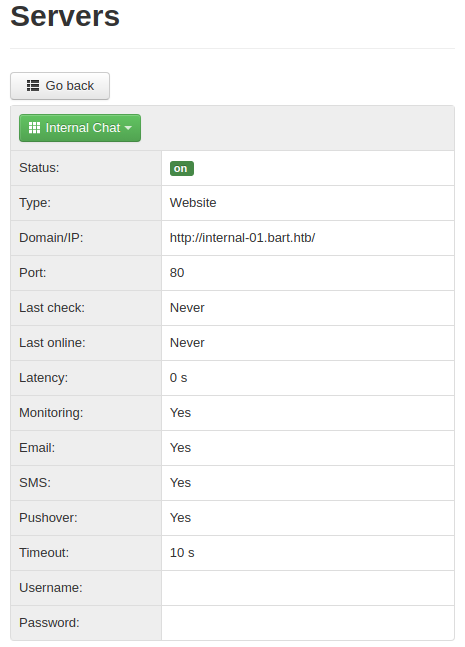 Servers
Go back
Internal Chat
Status: on
Type: Website
Domain/IP: http://internal-01.bart.htb/
Port: 80
Last check: Never
Last online: Never
Latency: 0 s
Monitoring: Yes
Email: Yes
SMS: Yes
Pushover: Yes
Timeout: 10 s
Username:
Password: